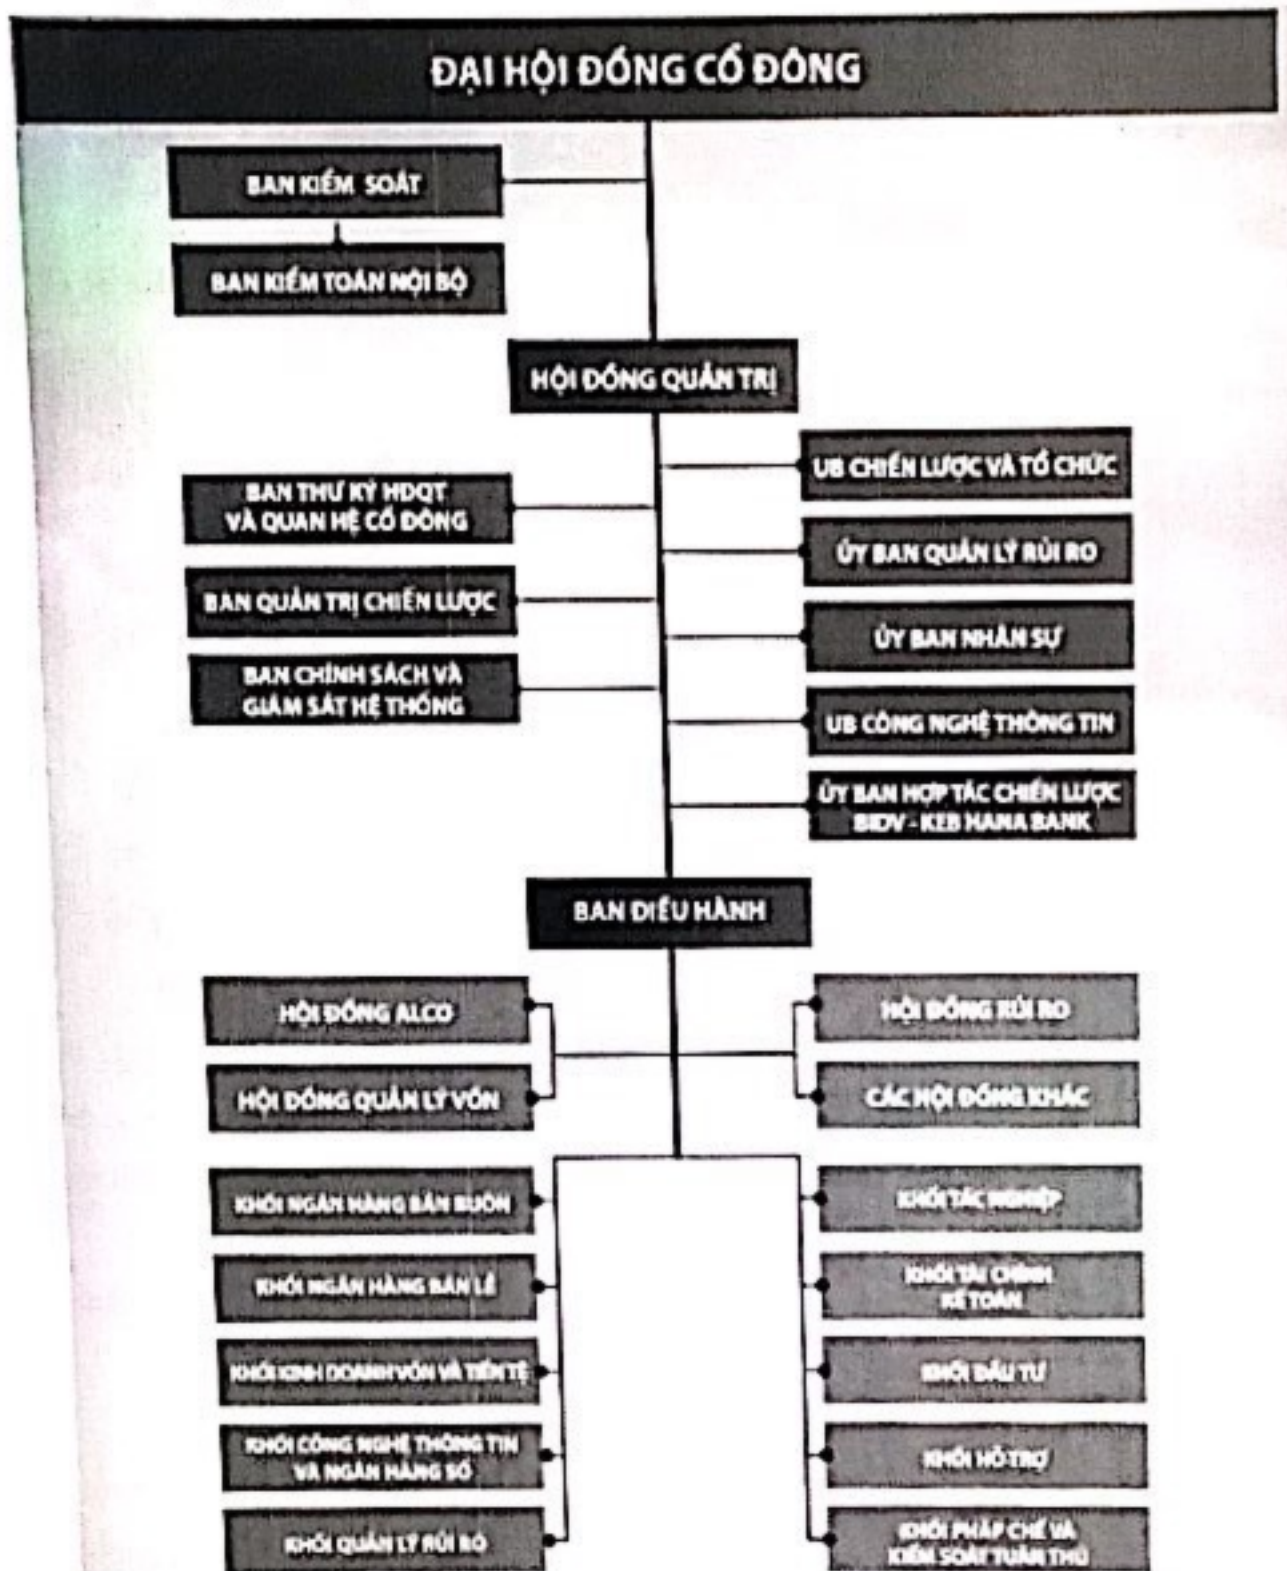 ĐẠI HỘI ĐỒNG CỔ ĐÔNG
BAN KIỂM SOÁT
BAN KIỂM TOÁN NỘI BỘ
HỘI ĐỒNG QUẢN TRỊ
UB CHIẾN LƯỢC VÀ TỔ CHỨC
BAN THƯ KÝ HĐQT
VÀ QUAN HỆ CỔ ĐÔNG
ỦY BAN QUẢN LÝ RỦI RO
BAN QUẢN TRỊ CHIẾN LƯỢC
ỦY BAN NHÂN SỰ
BAN CHÍNH SÁCH VÀ
GIÁM SÁT HỆ THỐNG
UB CÔNG NGHỆ THÔNG TIN
ỦY BAN HỢP TÁC CHIẾN LƯỢC
BIDV - KEB HANA BANK
BAN ĐIỀU HÀNH
HỘI ĐỒNG ALCO
HỘI ĐỒNG RỦI RO
HỘI ĐỒNG QUẢN LÝ VỐN
CÁC HỘI ĐỒNG KHÁC
KHỐI NGÂN HÀNG BÁN BUÔN
KHỐI TÁC NGHIỆP
KHỐI NGÂN HÀNG BÁN LẺ
KHỐI TÀI CHÍNH
KẾ TOÁN
KHỐI KINH DOANH VỐN VÀ TIỀN TỆ
KHỐI ĐẦU TƯ
KHỐI CÔNG NGHỆ THÔNG TIN
VÀ NGÂN HÀNG SỐ
KHỐI HỖ TRỢ
KHỐI QUẢN LÝ RỦI RO
KHỐI PHÁP CHẾ VÀ
KIỂM SOÁT TUÂN THỦ